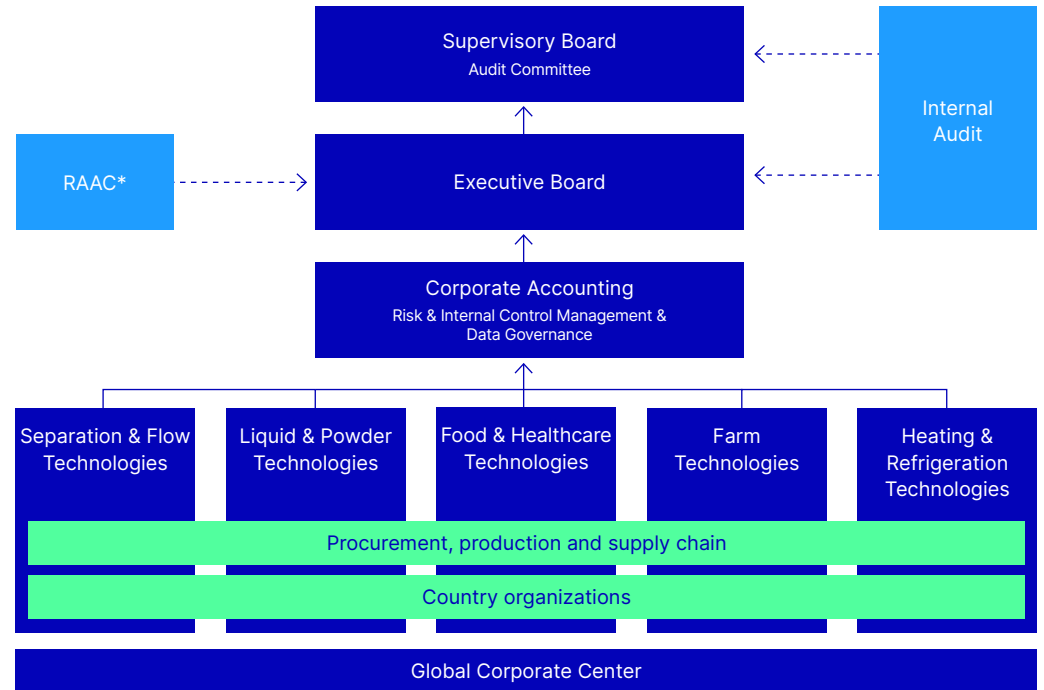 Supervisory Board
Audit Committee
Internal
Audit
RAAC*
Executive Board
Corporate Accounting
Risk & Internal Control Management &
Data Governance
Separation & Flow
Technologies
Liquid & Powder
Technologies
Food & Healthcare
Technologies
Farm
Technologies
Heating &
Refrigeration
Technologies
Procurement, production and supply chain
Country organizations
Global Corporate Center